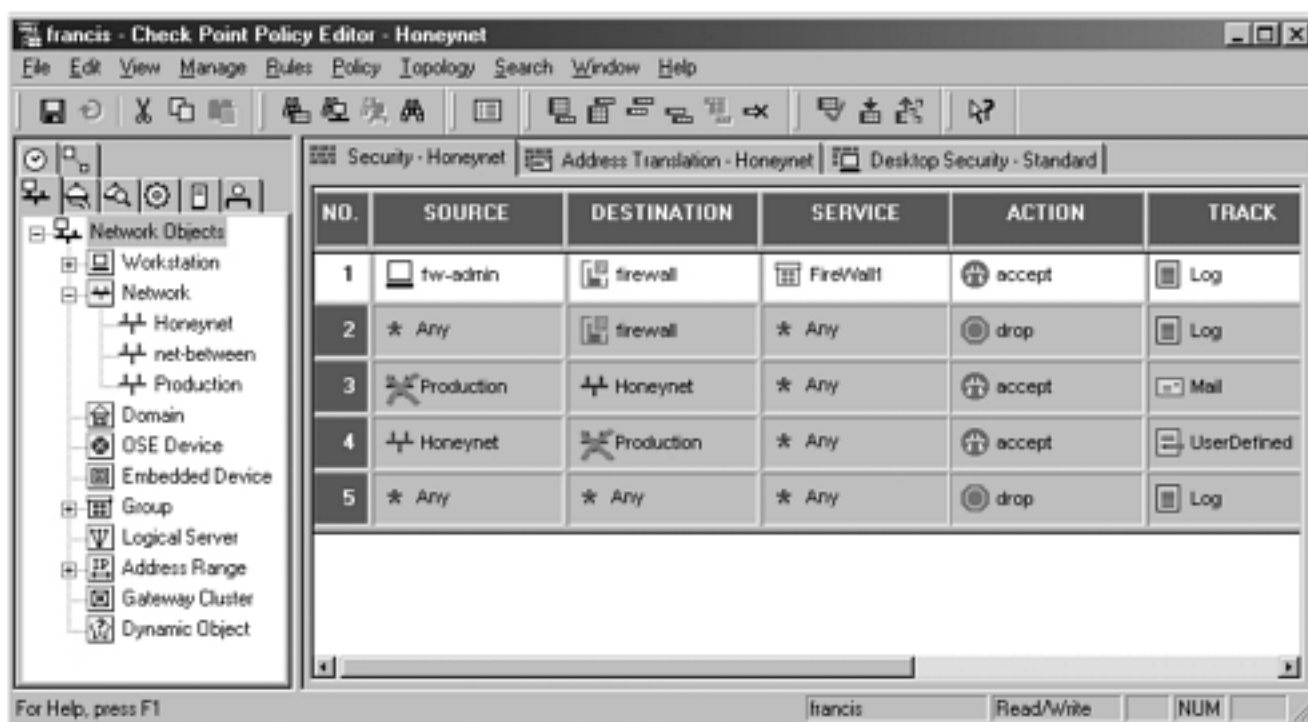 francis - Check Point Policy Editor - Honeynet
File Edit View Manage Rules Policy Topology Search Window Help
Security - Honeynet Address Translation - Honeynet Desktop Security - Standard
Network Objects
Workstation
Network
Honeynet
net-between
Production
Domain
OSE Device
Embedded Device
Group
Logical Server
Address Range
Gateway Cluster
Dynamic Object
NO. SOURCE DESTINATION SERVICE ACTION TRACK
1 fw-admin firewall FireWall1 accept Log
2 * Any firewall * Any drop Log
3 Production Honeynet * Any accept Mail
4 Honeynet Production * Any accept UserDefined
5 * Any * Any * Any drop Log
For Help, press F1 francis Read/Write NUM